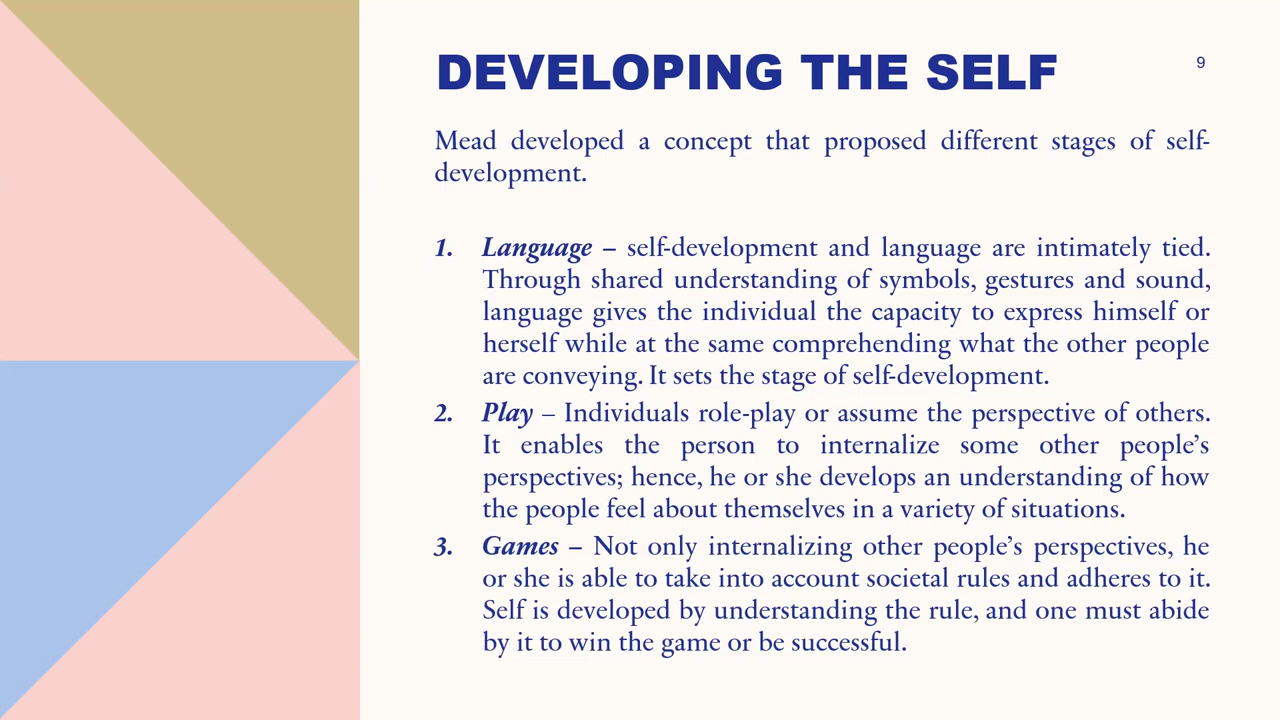 DEVELOPING THE SELF
9
Mead developed a concept that proposed different stages of self-
development.
1. Language – self-development and language are intimately tied.
Through shared understanding of symbols, gestures and sound,
language gives the individual the capacity to express himself or
herself while at the same comprehending what the other people
are conveying. It sets the stage of self-development.
2. Play – Individuals role-play or assume the perspective of others.
It enables the person to internalize some other people’s
perspectives; hence, he or she develops an understanding of how
the people feel about themselves in a variety of situations.
3. Games – Not only internalizing other people’s perspectives, he
or she is able to take into account societal rules and adheres to it.
Self is developed by understanding the rule, and one must abide
by it to win the game or be successful.